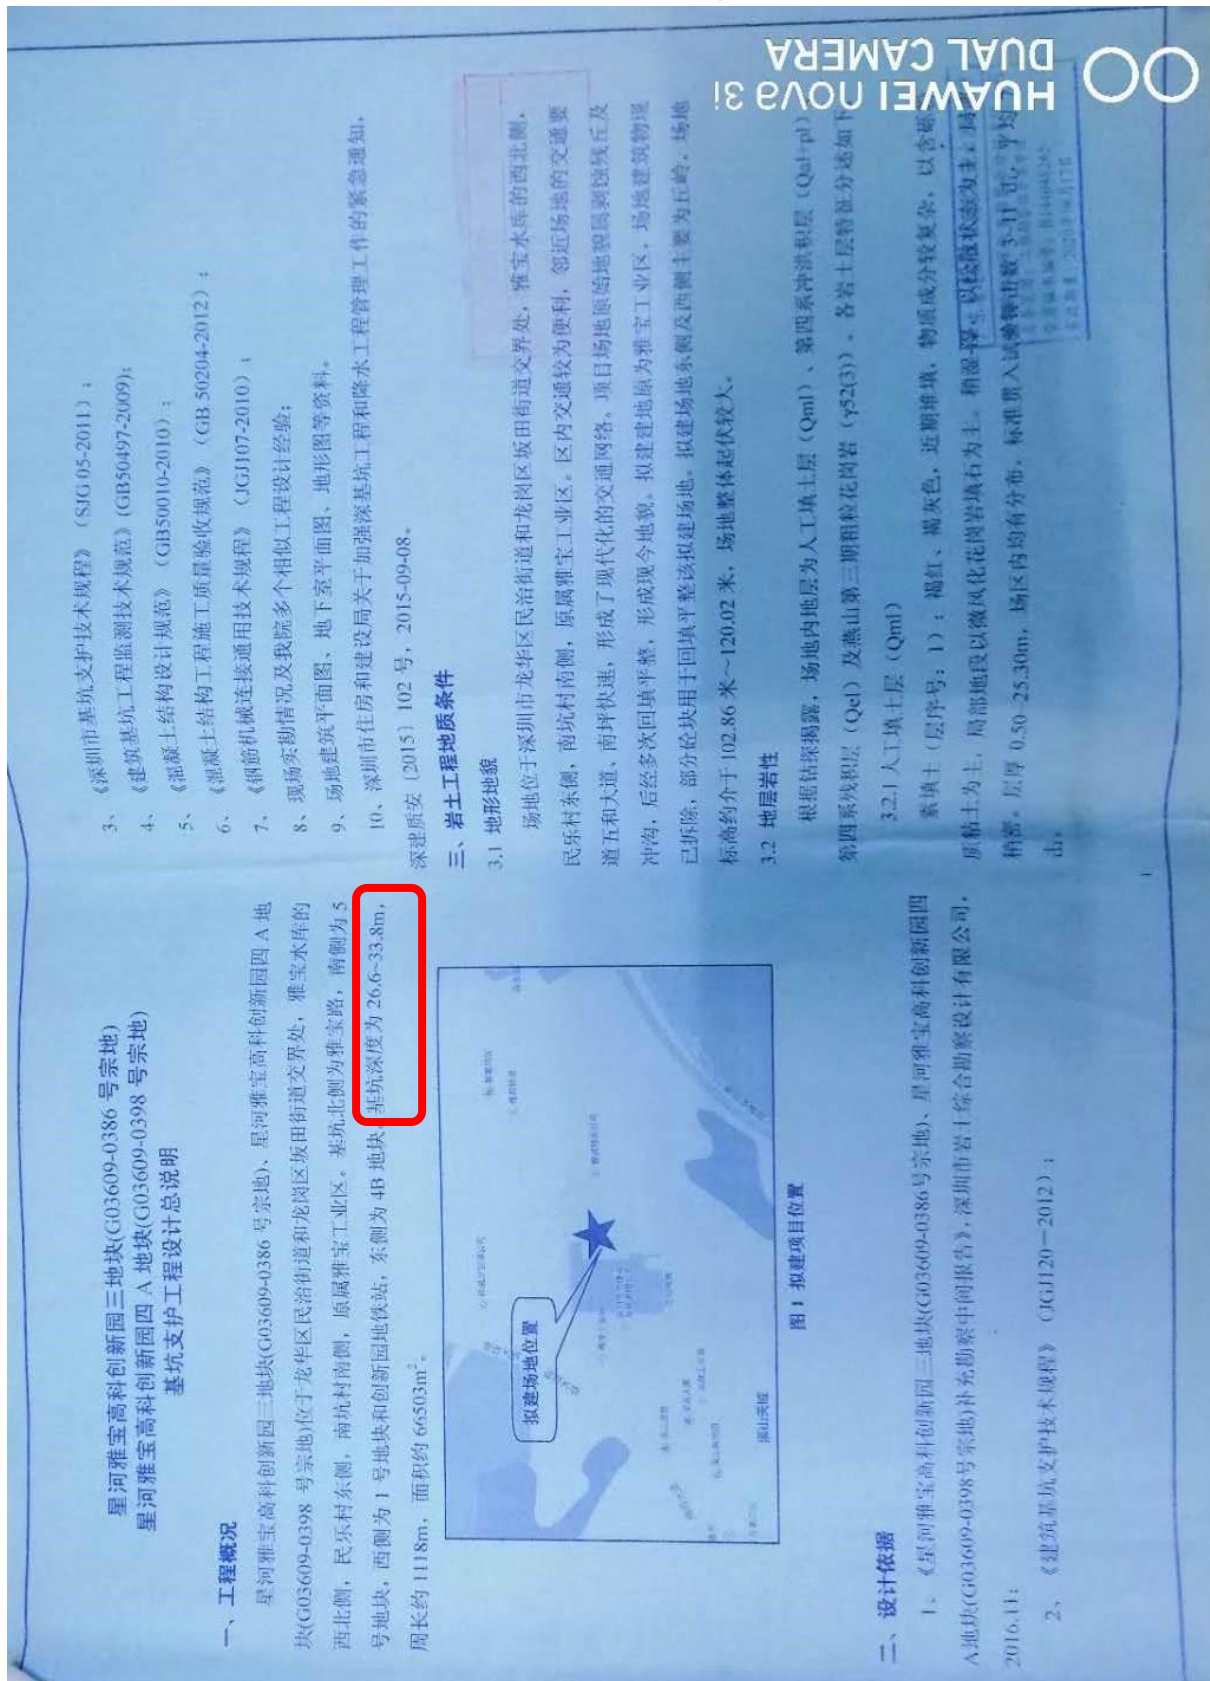 星河雅宝高科创新园三地块(G03609-0386 号宗地)
星河雅宝高科创新园四 A 地块(G03609-0398 号宗地)
基坑支护工程设计总说明
一、工程概况
星河雅宝高科创新园三地块(G03609-0386 号宗地)、星河雅宝高科创新园四 A 地
块(G03609-0398 号宗地)位于龙华区民治街道和龙岗区坂田街道交界处，雅宝水库的
西北侧，民乐村东侧，南坑村南侧，原属雅宝工业区。基坑北侧为雅宝路，南侧为 5
号地块，西侧为 1 号地块和创新园地铁站，东侧为 4B 地块。基坑深度为 26.6~33.8m，
周长约 1118m，面积约 66503m²。
拟建场地位置
图 1 拟建项目位置
二、设计依据
1、《星河雅宝高科创新园三地块(G03609-0386号宗地)、星河雅宝高科创新园四
A地块(G03609-0398号宗地)补充勘察中间报告》，深圳市岩土综合勘察设计有限公司，
2016.11；
2、《建筑基坑支护技术规程》（JGJ120－2012）；
3、《深圳市基坑支护技术规程》（SJG 05-2011）；
4、《建筑基坑工程监测技术规范》(GB50497-2009)；
5、《混凝土结构设计规范》（GB50010-2010）；
6、《混凝土结构工程施工质量验收规范》（GB 50204-2012）；
7、《钢筋机械连接通用技术规程》（JGJ107-2010）；
8、现场实勘情况及我院多个相似工程设计经验；
9、场地建筑平面图、地下室平面图、地形图等资料。
10、深圳市住房和建设局关于加强深基坑工程和降水工程管理工作的紧急通知，
深建质安〔2015〕102 号，2015-09-08。
三、岩土工程地质条件
3.1 地形地貌
场地位于深圳市龙华区民治街道和龙岗区坂田街道交界处，雅宝水库的西北侧，
民乐村东侧，南坑村南侧，原属雅宝工业区。区内交通较为便利，邻近场地的交通要
道五和大道、南坪快速，形成了现代化的交通网络。项目场地原始地貌属剥蚀残丘及
冲沟，后经多次回填平整，形成现今地貌。拟建建地原为雅宝工业区，场地建筑物现
已拆除，部分砼块用于回填平整该拟建场地。拟建场地东侧及西侧主要为丘岭，场地
标高约介于 102.86 米～120.02 米，场地整体起伏较大。
3.2 地层岩性
根据钻探揭露，场地内地层为人工填土层（Qml）、第四系冲洪积层（Qal+pl）
第四系残积层（Qel）及燕山第三期粗粒花岗岩（γ52(3)）。各岩土层特征分述如下
3.2.1 人工填土层（Qml）
素填土（层序号：1）：褐红、褐灰色，近期堆填，物质成分较复杂，以含砾
质粘土为主，局部地段以微风化花岗岩填石为主。稍湿，以松散状态为主，局
稍密。层厚 0.50~25.30m，场区内均有分布。标准贯入试验锤击数 3-11 击，平均
击。
HUAWEI nova 3i
DUAL CAMERA